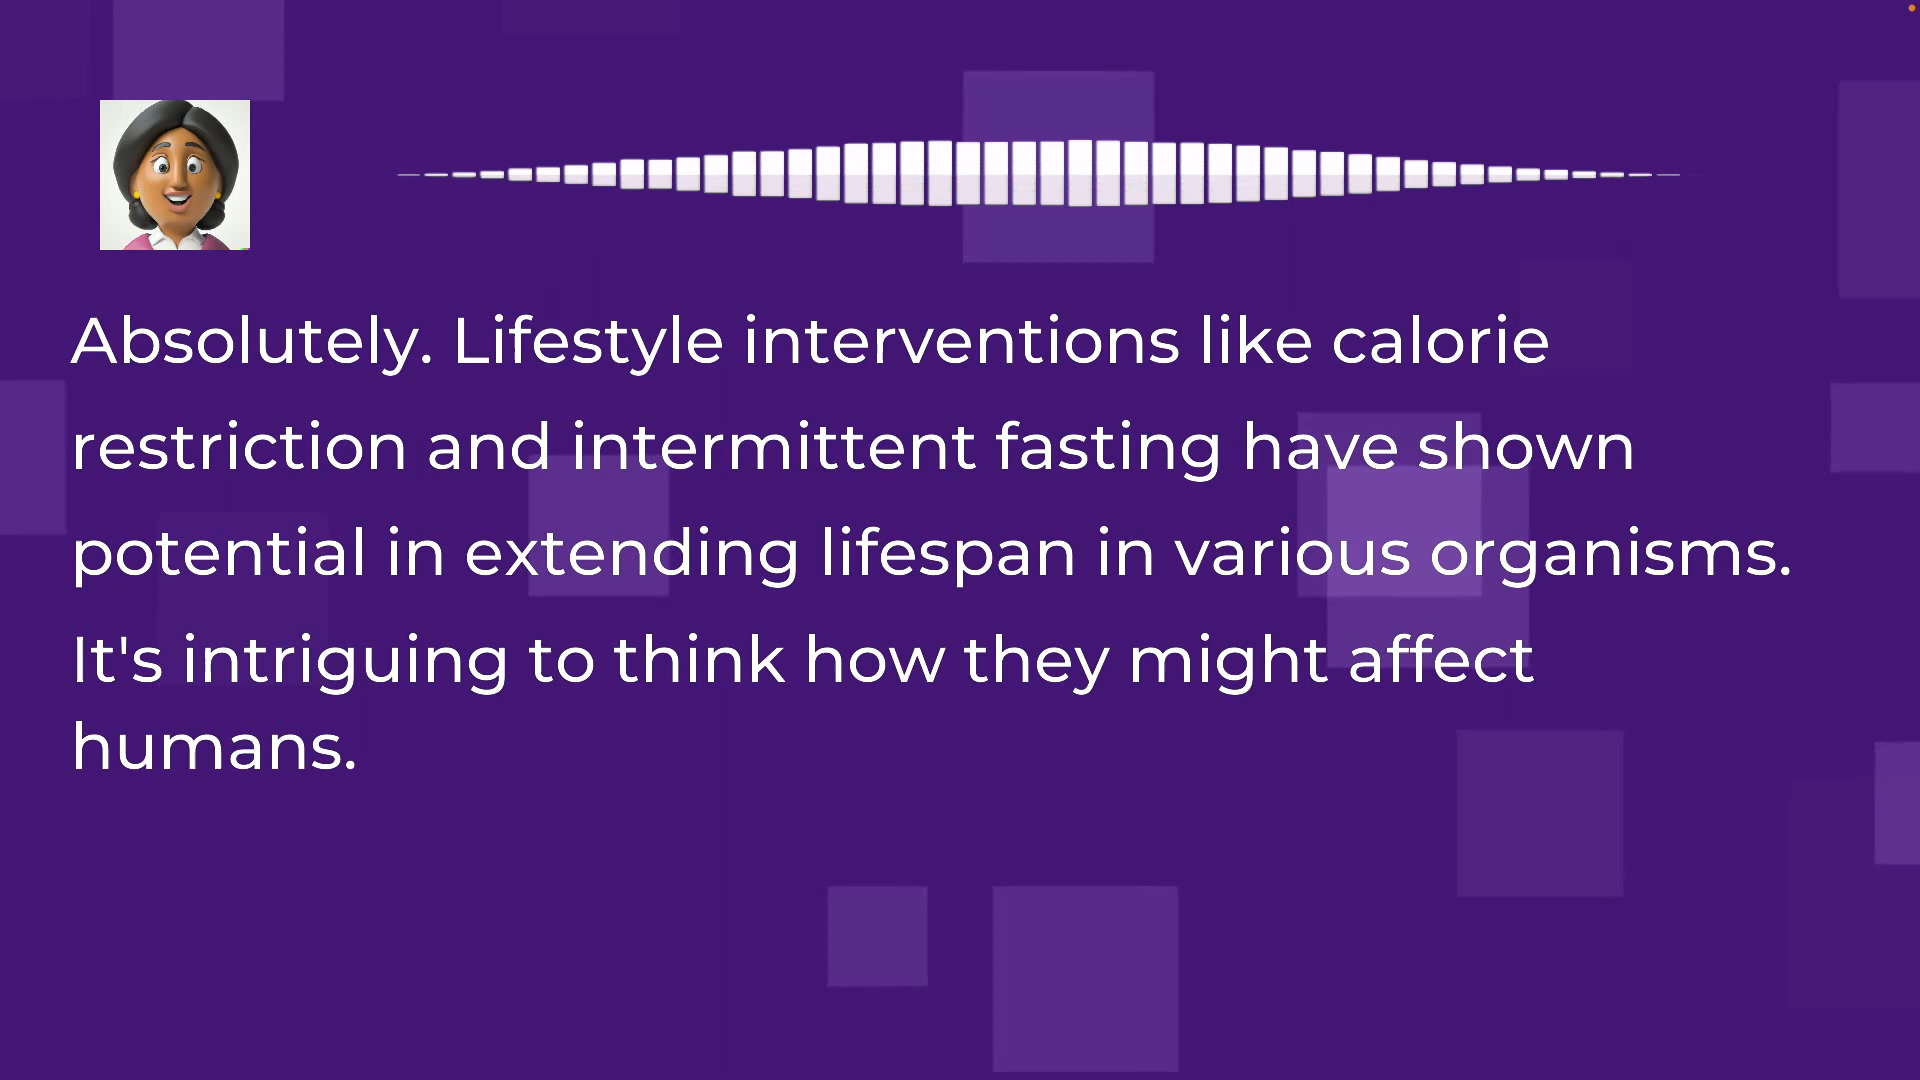 Absolutely. Lifestyle interventions like calorie
restriction and intermittent fasting have shown
potential in extending lifespan in various organisms.
It's intriguing to think how they might affect
humans.